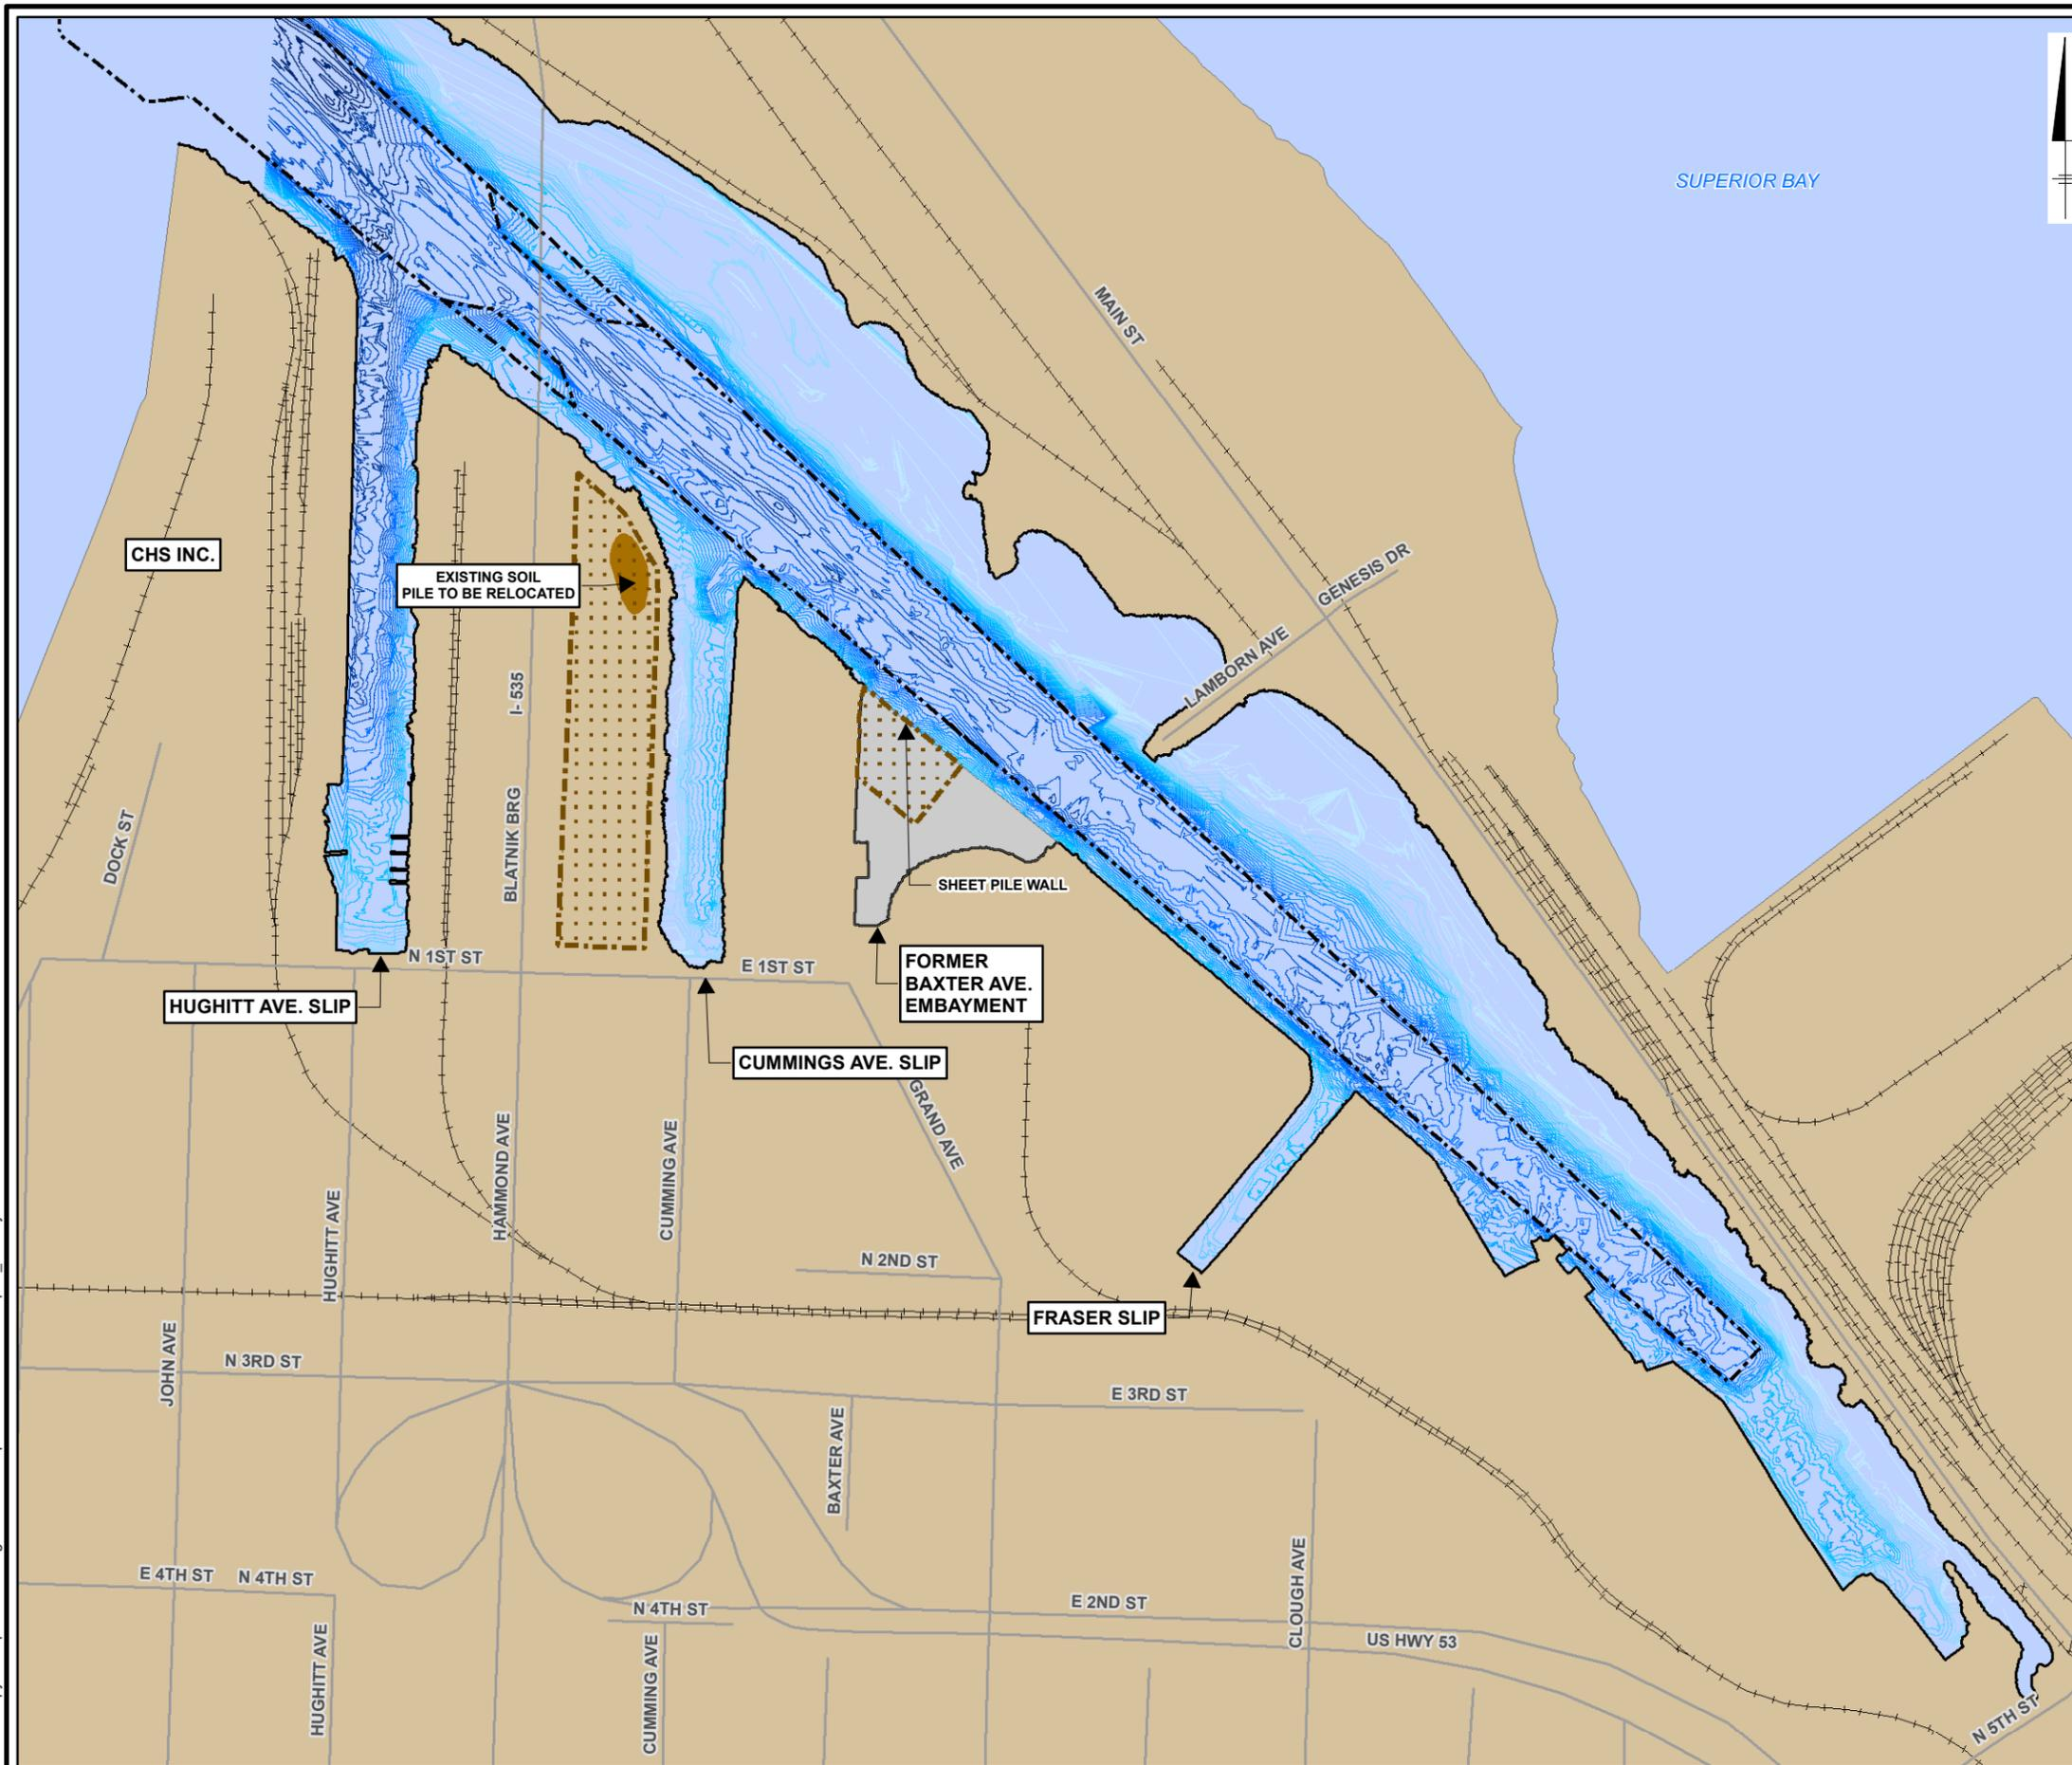 SUPERIOR BAY
MAIN ST
GENESIS DR
LAMBORN AVE
CHS INC.
EXISTING SOIL
PILE TO BE RELOCATED
I- 535
BLATNIK BRG
DOCK ST
SHEET PILE WALL
N 1ST ST
E 1ST ST
FORMER
BAXTER AVE.
EMBAYMENT
HUGHITT AVE. SLIP
CUMMINGS AVE. SLIP
GRAND AVE
HAMMOND AVE
CUMMING AVE
HUGHITT AVE
N 2ND ST
FRASER SLIP
JOHN AVE
N 3RD ST
E 3RD ST
BAXTER AVE
CLOUGH AVE
E 4TH ST
N 4TH ST
N 4TH ST
E 2ND ST
US HWY 53
HUGHITT AVE
CUMMING AVE
N 5TH ST